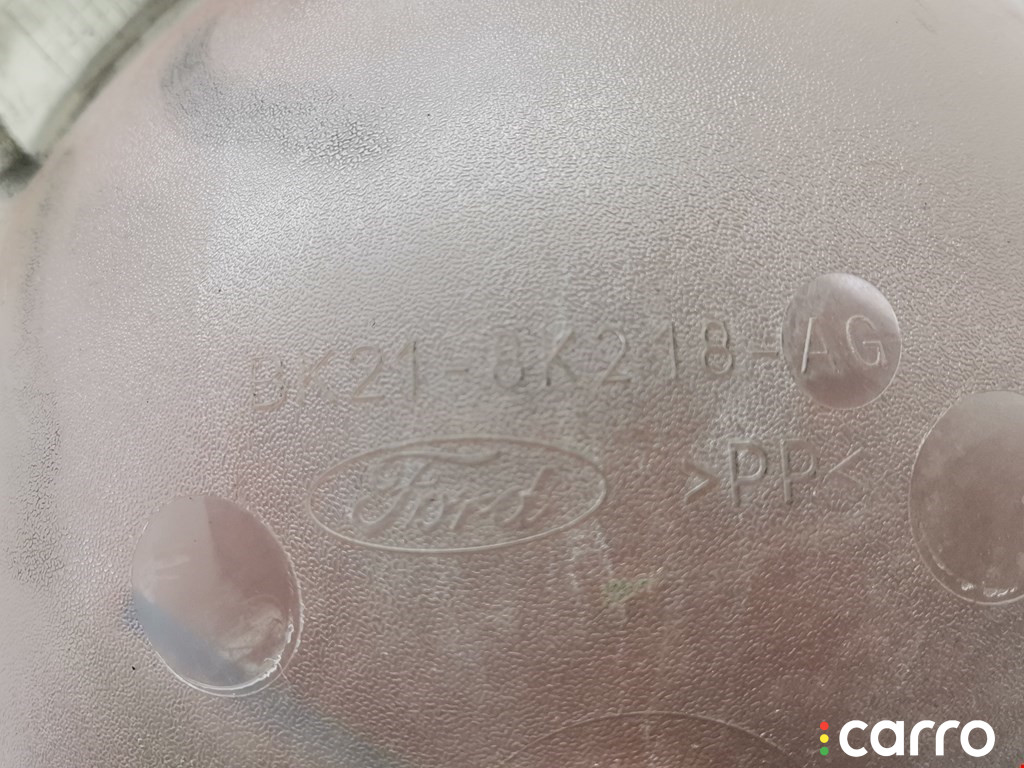 BK21-8K218-AG
Ford
>PP<
carro